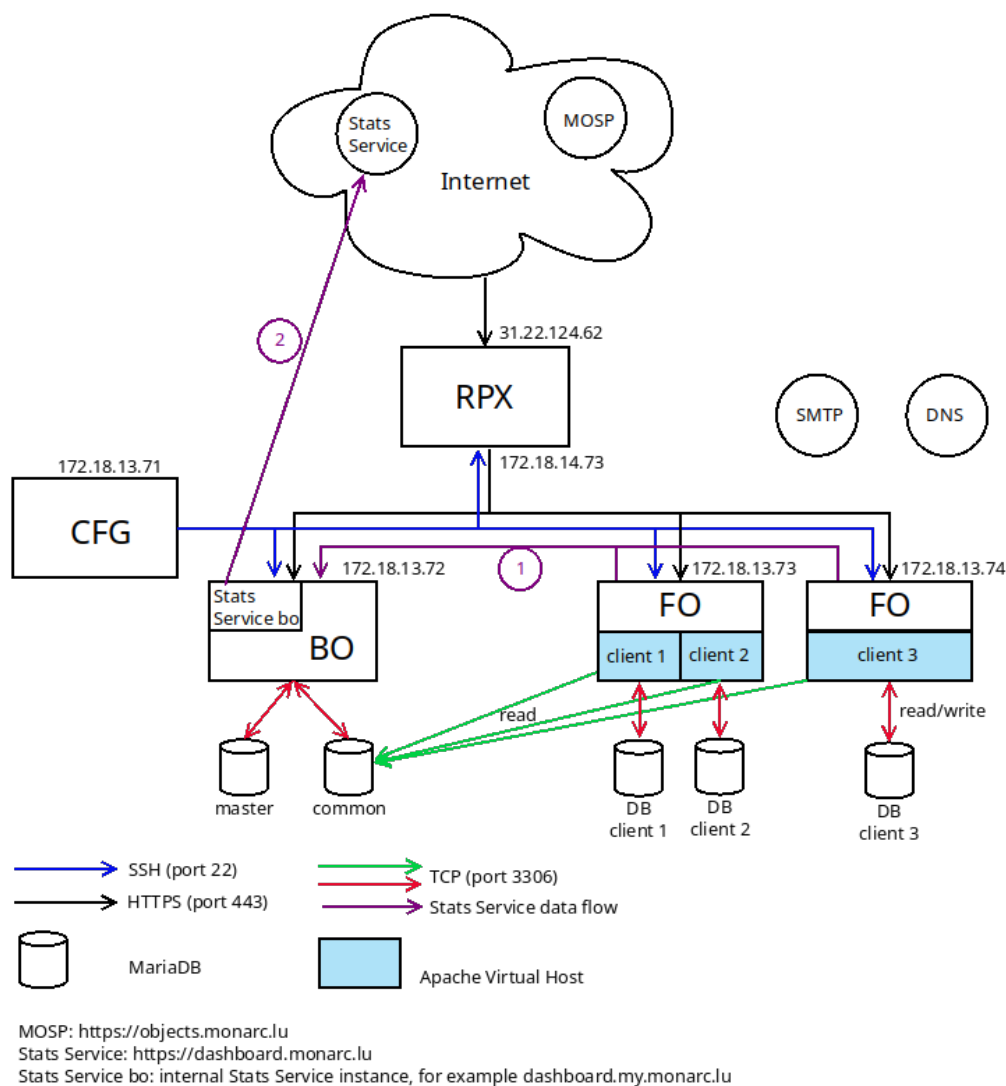 Stats
Service
MOSP
Internet
2
31.22.124.62
RPX
SMTP
DNS
172.18.13.71
172.18.14.73
CFG
1
172.18.13.72
172.18.13.73
172.18.13.74
Stats
Service bo
BO
FO
FO
client 1
client 2
client 3
read
read/write
master
common
DB
client 1
DB
client 2
DB
client 3
SSH (port 22)
TCP (port 3306)
HTTPS (port 443)
Stats Service data flow
MariaDB
Apache Virtual Host
MOSP: https://objects.monarc.lu
Stats Service: https://dashboard.monarc.lu
Stats Service bo: internal Stats Service instance, for example dashboard.my.monarc.lu